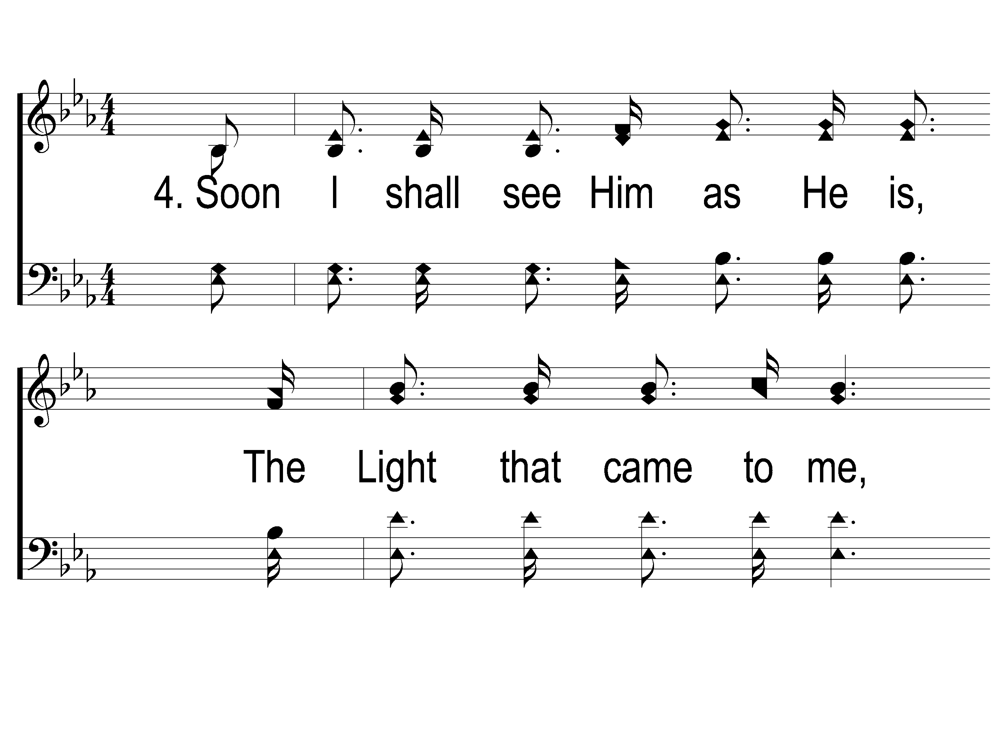 4. Soon I shall see Him as He is,
The Light that came to me,